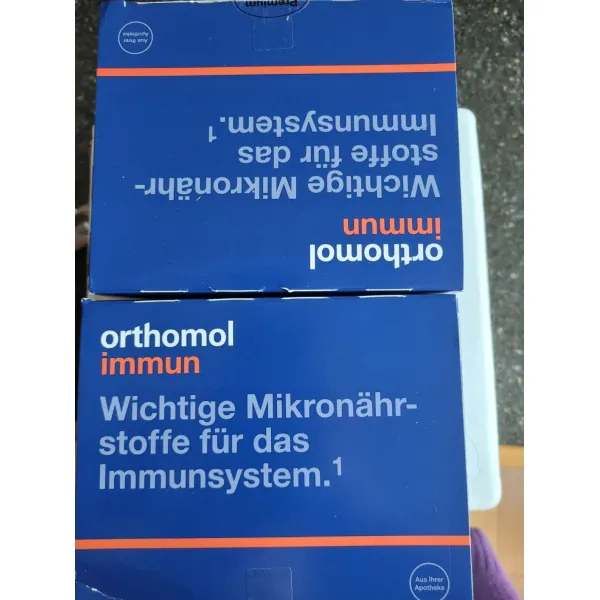 Premium
Aus Ihrer
Apotheke
orthomol
immun
Wichtige Mikronähr-
stoffe für das
Immunsystem.1
orthomol
immun
Wichtige Mikronähr-
stoffe für das
Immunsystem.1
Aus Ihrer
Apotheke